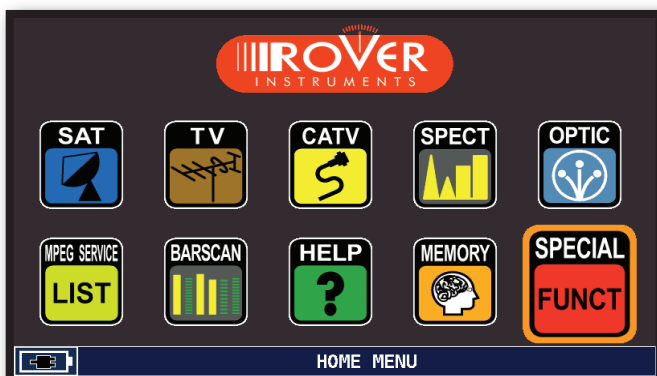 ROVER
INSTRUMENTS
SAT
TV
CATV
SPECT
OPTIC
MPEG SERVICE
LIST
BARSCAN
HELP
?
MEMORY
SPECIAL
FUNCT
HOME MENU